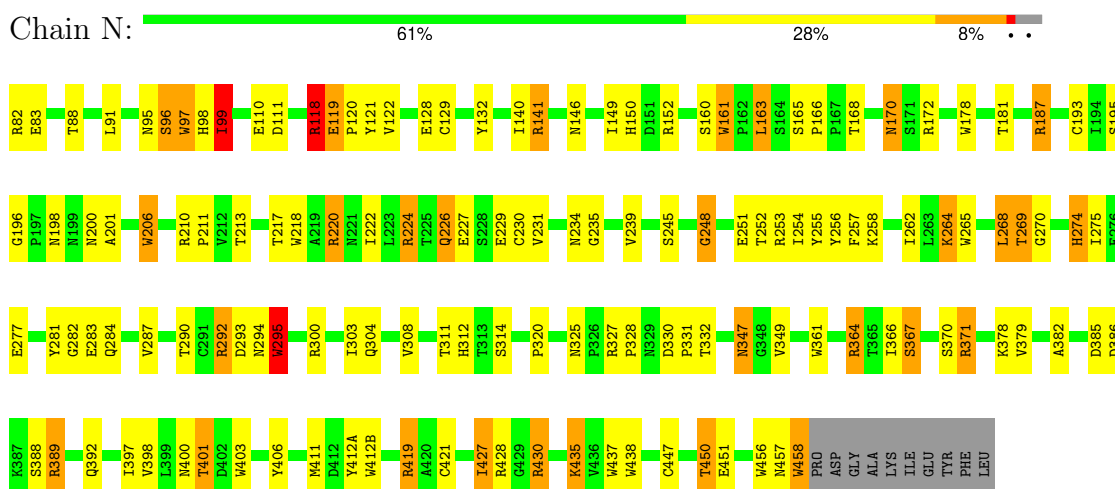 Chain N:
61% 28% 8% • •
R82 E83 T88 L91 N95 S96 W97 H98 I99 E110 D111 R118 E119 P120 Y121 V122 E128 C129 Y132 I140 R141 N146 I149 H150 D151 R152 S160 W161 P162 L163 S164 S165 P166 P167 T168 N170 S171 R172 W178 T181 R187 C193 I194 S195
G196 P197 N198 N199 N200 A201 W206 R210 P211 V212 T213 T217 W218 A219 R220 N221 I222 L223 R224 T225 Q226 E227 S228 E229 C230 V231 N234 G235 V239 S245 G248 E251 T252 R253 I254 Y255 Y256 F257 K258 I262 L263 K264 W265 L268 T269 G270 H274 I275 E276
E277 Y281 G282 E283 Q284 V287 T290 C291 R292 D293 N294 W295 R300 I303 Q304 V308 T311 H312 T313 S314 P320 N325 P326 R327 P328 N329 D330 P331 T332 N347 G348 V349 W361 R364 T365 I366 S367 S370 R371 K378 V379 A382 D385 D386
K387 S388 R389 Q392 I397 V398 L399 N400 T401 D402 W403 Y406 M411 D412 Y412A W412B R419 A420 C421 I427 R428 G429 R430 K435 V436 W437 W438 C447 T450 E451 W456 N457 W458 PRO ASP GLY ALA LYS ILE GLU TYR PHE LEU